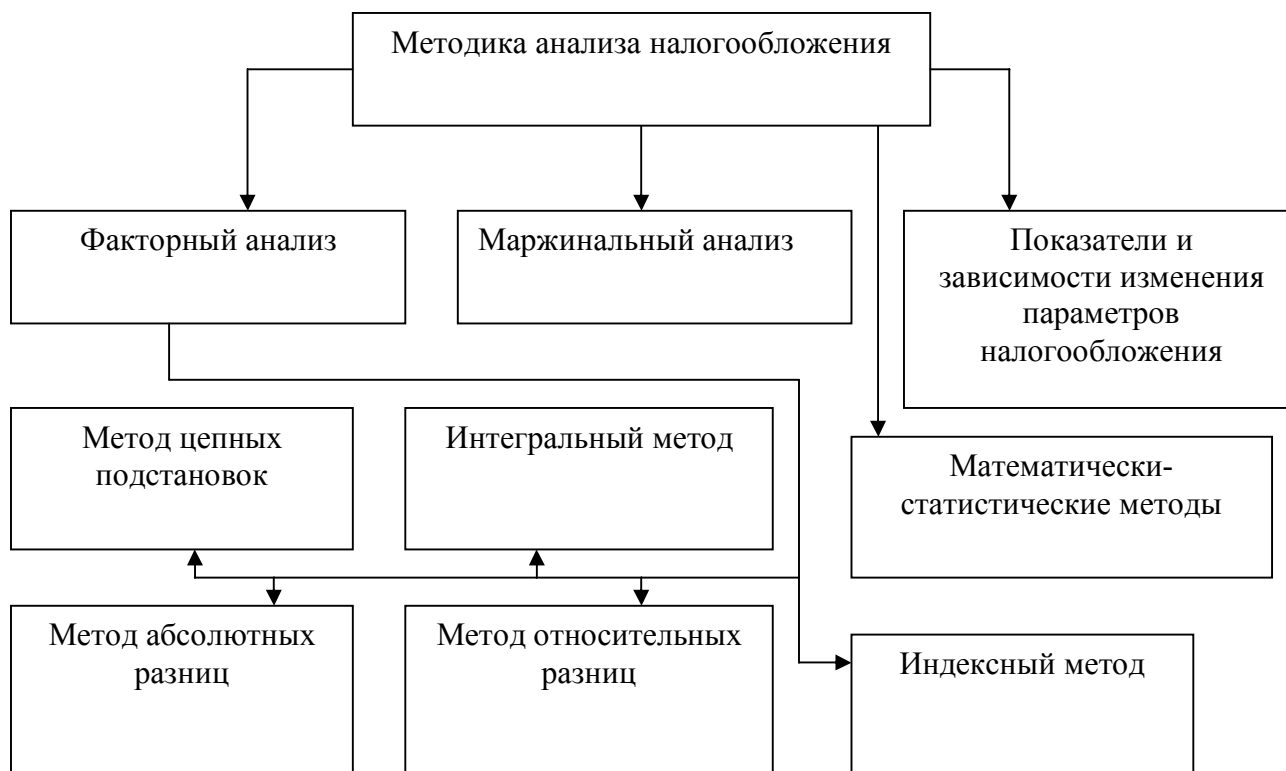 Методика анализа налогообложения
Факторный анализ
Маржинальный анализ
Показатели и
зависимости изменения
параметров
налогообложения
Метод цепных
подстановок
Интегральный метод
Математически-
статистические методы
Метод абсолютных
разниц
Метод относительных
разниц
Индексный метод